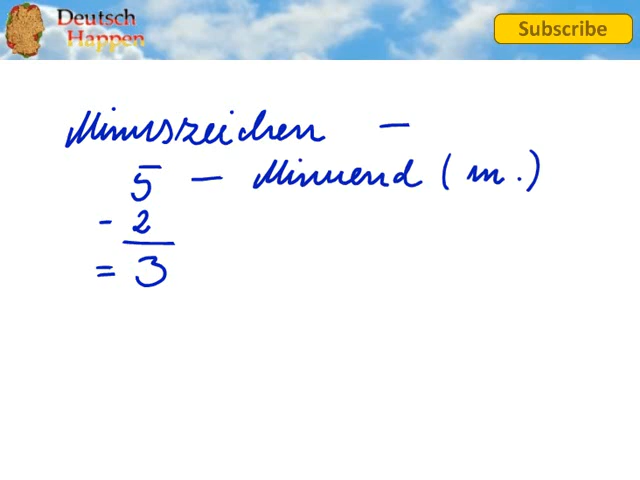 Deutsch
Happen
Subscribe
Minuszeichen –
5 – Minuend (m.)
- 2
= 3